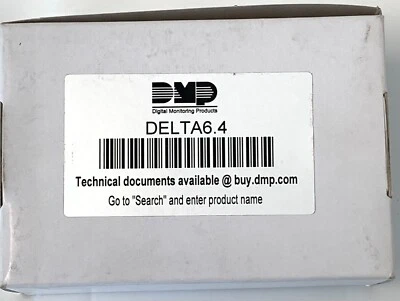 DMP
Digital Monitoring Products
DELTA6.4
Technical documents available @ buy.dmp.com
Go to "Search" and enter product name